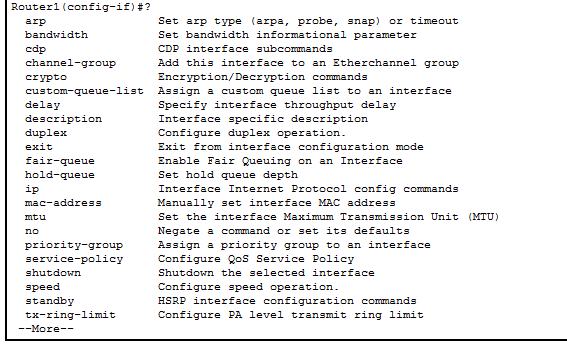 Router1(config-if)#?
arp Set arp type (arpa, probe, snap) or timeout
bandwidth Set bandwidth informational parameter
cdp CDP interface subcommands
channel-group Add this interface to an Etherchannel group
crypto Encryption/Decryption commands
custom-queue-list Assign a custom queue list to an interface
delay Specify interface throughput delay
description Interface specific description
duplex Configure duplex operation.
exit Exit from interface configuration mode
fair-queue Enable Fair Queuing on an Interface
hold-queue Set hold queue depth
ip Interface Internet Protocol config commands
mac-address Manually set interface MAC address
mtu Set the interface Maximum Transmission Unit (MTU)
no Negate a command or set its defaults
priority-group Assign a priority group to an interface
service-policy Configure QoS Service Policy
shutdown Shutdown the selected interface
speed Configure speed operation.
standby HSRP interface configuration commands
tx-ring-limit Configure PA level transmit ring limit
--More--